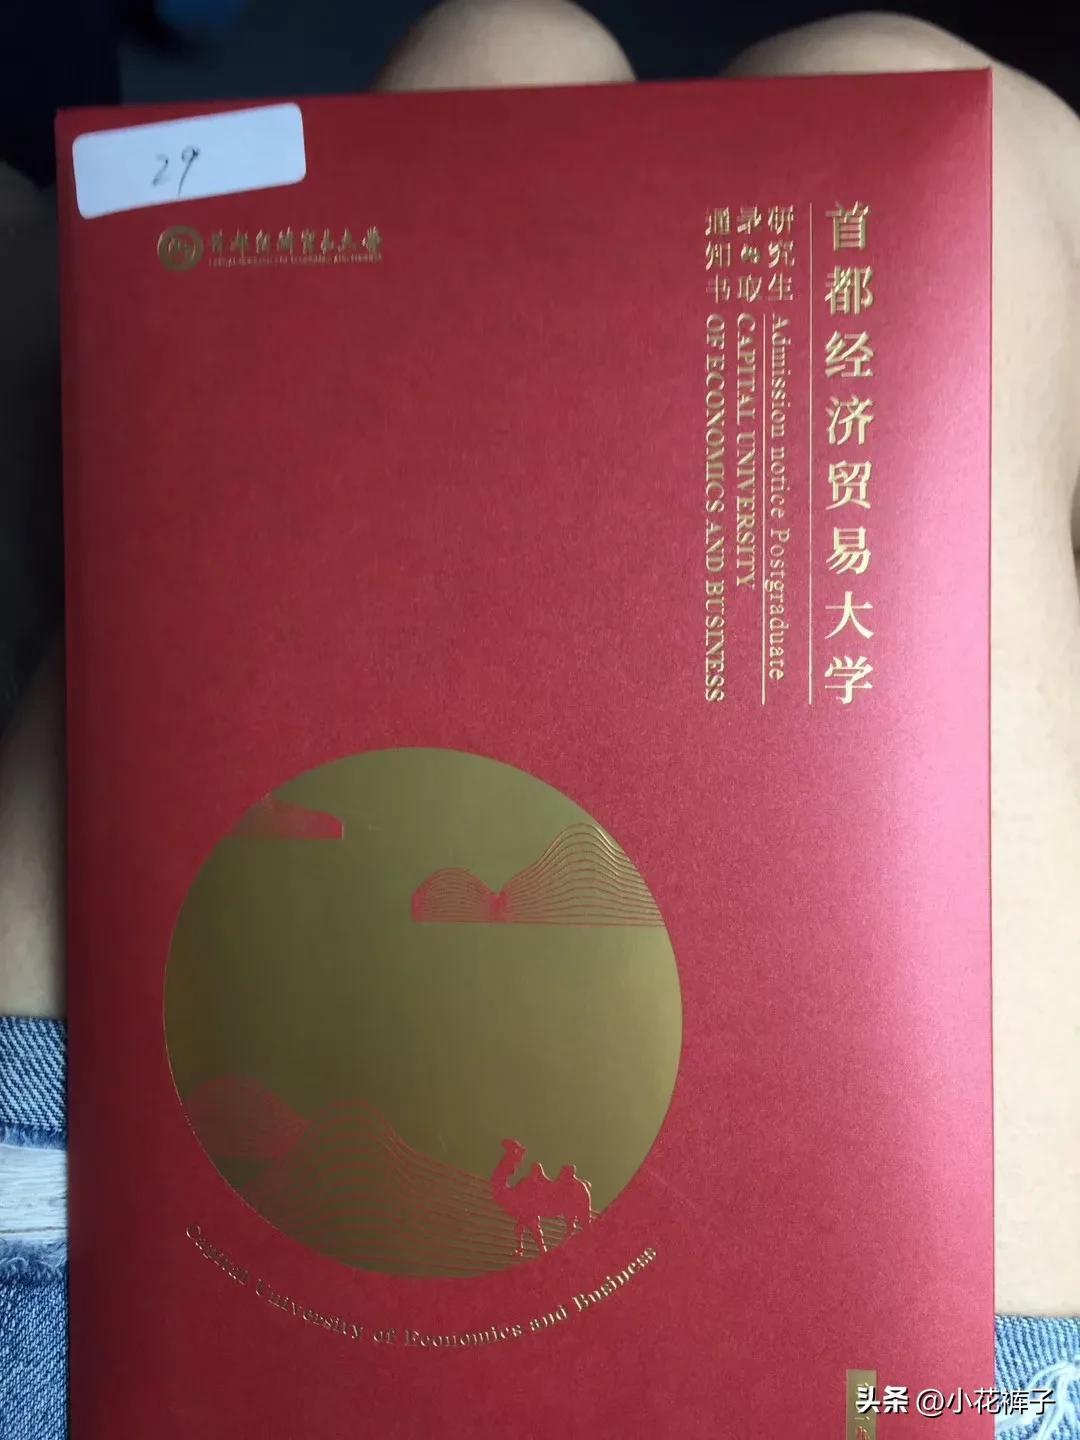 29
首都经济贸易大学
首都经济贸易大学
研究生
录取
通知书
Admission notice Postgraduate
CAPITAL UNIVERSITY
OF ECONOMICS AND BUSINESS
Capital University of Economics and Business
头条 @小花裤子